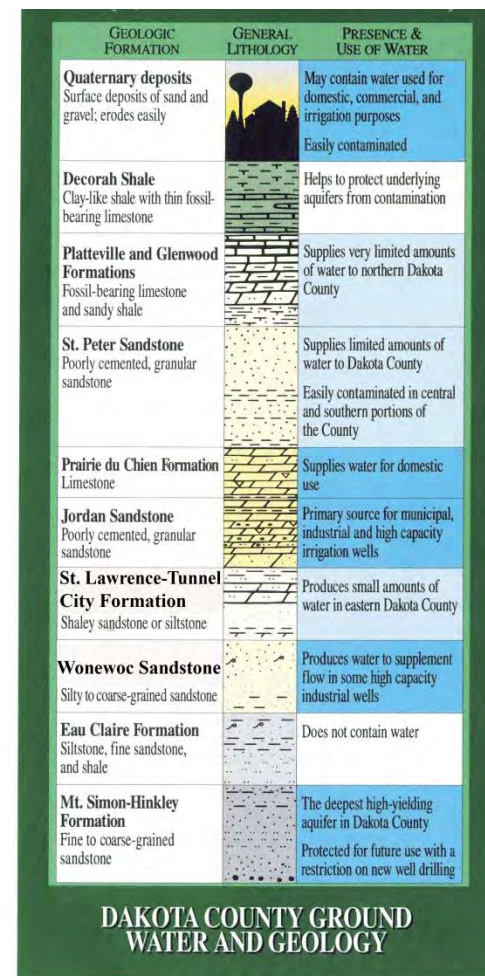 GEOLOGIC
FORMATION
GENERAL
LITHOLOGY
PRESENCE &
USE OF WATER
Quaternary deposits
Surface deposits of sand and
gravel; erodes easily
May contain water used for
domestic, commercial, and
irrigation purposes
Easily contaminated
Decorah Shale
Clay-like shale with thin fossil-
bearing limestone
Helps to protect underlying
aquifers from contamination
Platteville and Glenwood
Formations
Fossil-bearing limestone
and sandy shale
Supplies very limited amounts
of water to northern Dakota
County
St. Peter Sandstone
Poorly cemented, granular
sandstone
Supplies limited amounts of
water to Dakota County
Easily contaminated in central
and southern portions of
the County
Prairie du Chien Formation
Limestone
Supplies water for domestic
use
Jordan Sandstone
Poorly cemented, granular
sandstone
Primary source for municipal,
industrial and high capacity
irrigation wells
St. Lawrence-Tunnel
City Formation
Shaley sandstone or siltstone
Produces small amounts of
water in eastern Dakota County
Wonewoc Sandstone
Silty to coarse-grained sandstone
Produces water to supplement
flow in some high capacity
industrial wells
Eau Claire Formation
Siltstone, fine sandstone,
and shale
Does not contain water
Mt. Simon-Hinkley
Formation
Fine to coarse-grained
sandstone
The deepest high-yielding
aquifer in Dakota County
Protected for future use with a
restriction on new well drilling
DAKOTA COUNTY GROUND
WATER AND GEOLOGY